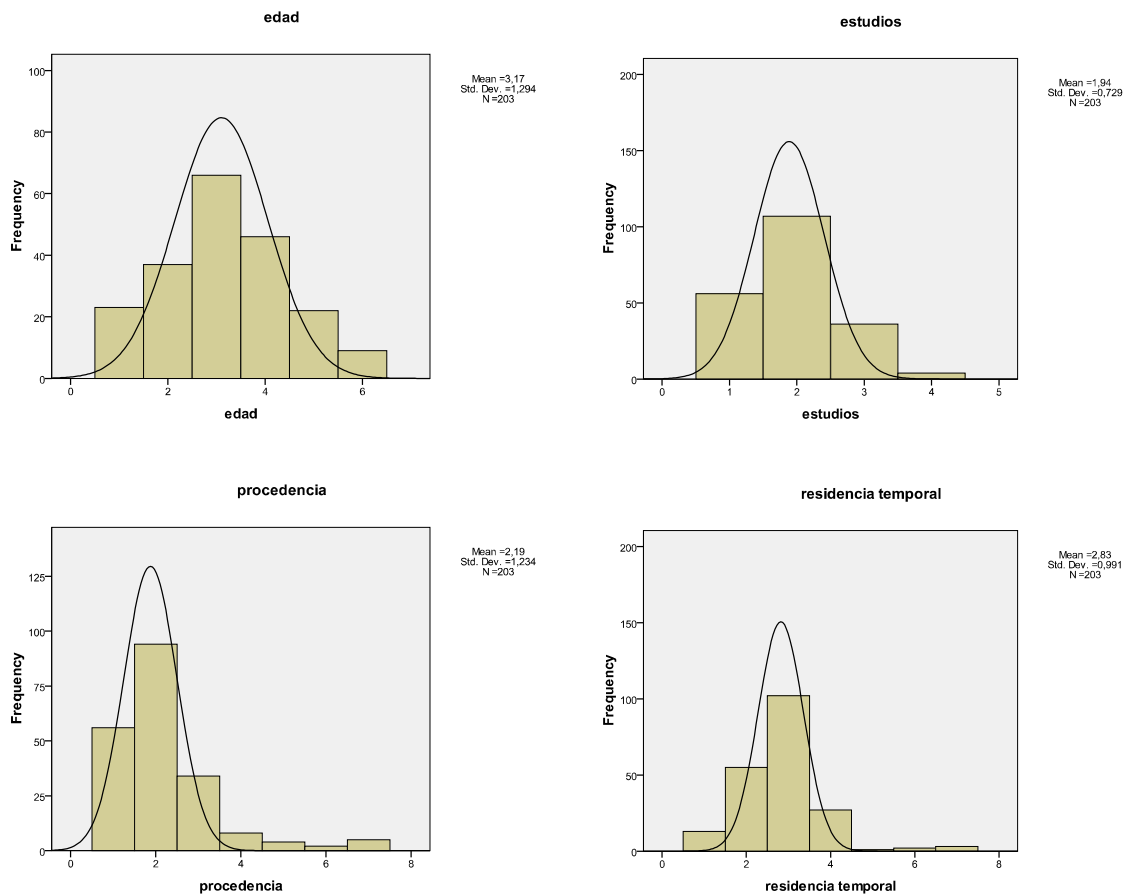 edad
Mean =3,17
Std. Dev. =1,294
N =203
Frequency
100
80
60
40
20
0
0 2 4 6
edad
estudios
Mean =1,94
Std. Dev. =0,729
N =203
Frequency
200
150
100
50
0
0 1 2 3 4 5
estudios
procedencia
Mean =2,19
Std. Dev. =1,234
N =203
Frequency
125
100
75
50
25
0
0 2 4 6 8
procedencia
residencia temporal
Mean =2,83
Std. Dev. =0,991
N =203
Frequency
200
150
100
50
0
0 2 4 6 8
residencia temporal